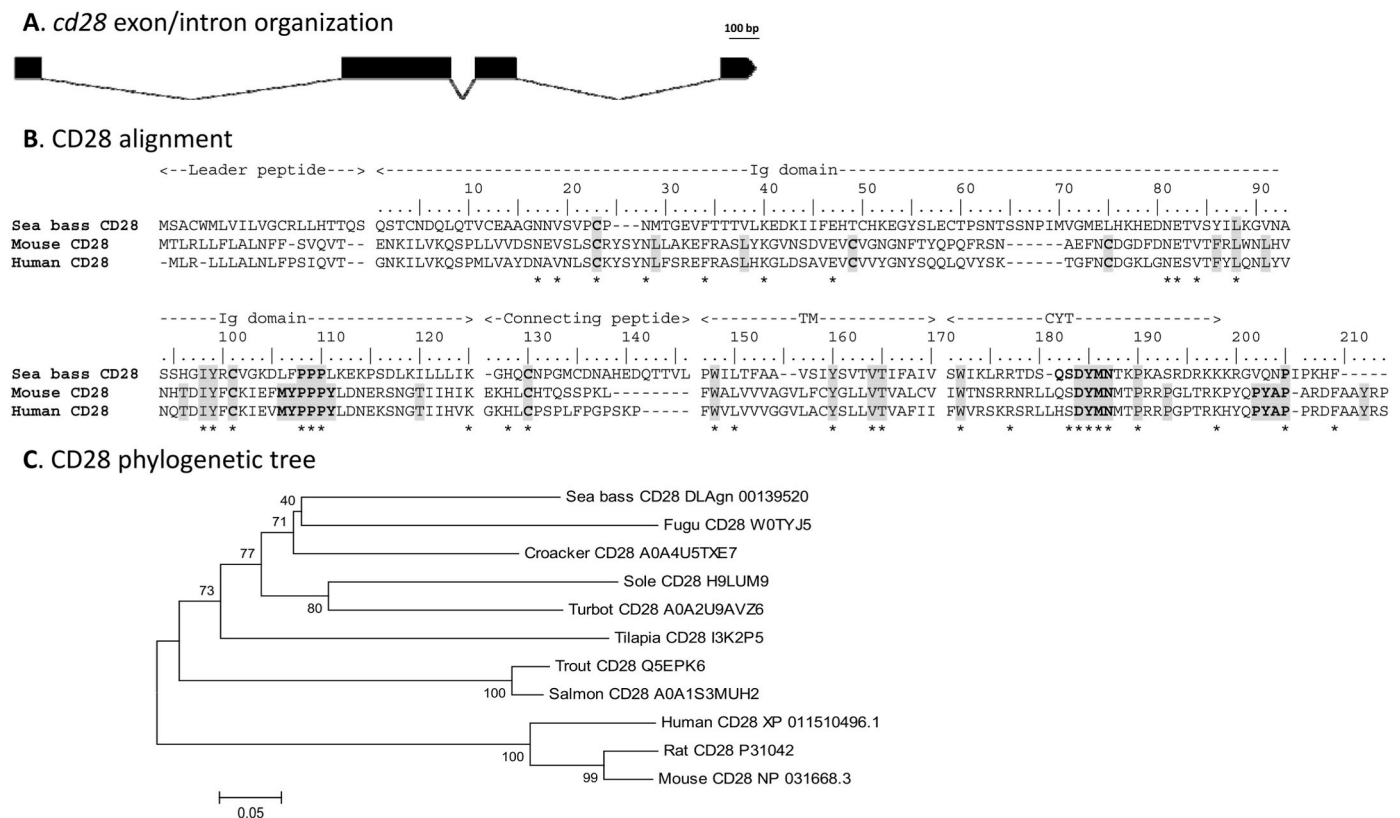 A. cd28 exon/intron organization
100 bp
B. CD28 alignment
<--Leader peptide---> <--------------------------------------Ig domain--------------------------------------------->
10 20 30 40 50 60 70 80 90
Sea bass CD28 MSACWMLVILVGCRLLHTTQS QSTCNDQLQTVCEAAGNNVSVPCP---NMTGEVFTFTVLKNEDKIIFEHTCHKEGYSLECTPSNTSSNPIMVGMELHKHEDNETVSYILKGVNA
Mouse CD28 MTLRLLFLALNFF-SVQVT-- ENKILVKQSPLLVVDSNEVSLSCRYSYNLLAKEFRASLYKGVNSDVEVCVGNGNFTYQPQFRSN-----AEFNCDGDFDNETVTFRLWNLHV
Human CD28 -MLR-LLLALNLFPSIQVT-- GNKILVKQSPMLVAYDNAVNLSCKYSYNLFSREFRASLHKGLDSAVEVCVVYGNYSQQLQVYSK------TGFNCDGKLGNESVTFYLQNLYV
* * * * * * * ** * *
------Ig domain-----------------> <-Connecting peptide---> <---------TM------------> <----------CYT--------------->
100 110 120 130 140 150 160 170 180 190 200 210
Sea bass CD28 SSHGIYRCVGKDLFPPPLKEKPSDLKILLLIK -GHQCNPGMCDNAHEDQTTVL PWILTFAA--VSIYSVTVTIFAIV SWIKLRRTDS-QSDYMNTKPKASRDRKKKRGVQNPIPKHF-----
Mouse CD28 NHTDIYFCKIEFMYPPPYLDNERSNGTIIHIK EKHLCHTQSSPKL--------- FWALVVVAGVLFCYGLLVTVALCVI WTNSRRNRLLQSDYMNMTPRRPGLTRKPYQPYAP-ARDFAAYRP
Human CD28 NQTDIYFCKIEVMYPPPYLDNEKSNGTIIHVK GKHLCPSPLFPGPSKP------ FWVLVVVGGVLACYSLLVTVAFIIF WVRSKRSRLLHSDYMNMTPRRPGPTRKHYQPYAP-PRDFAAYRS
** * *** * * * * * * ** * * ***** * * * *
C. CD28 phylogenetic tree
40
Sea bass CD28 DLAgn 00139520
71
Fugu CD28 W0TYJ5
Croacker CD28 A0A4U5TXE7
77
Sole CD28 H9LUM9
73
80
Turbot CD28 A0A2U9AVZ6
Tilapia CD28 I3K2P5
Trout CD28 Q5EPK6
100
Salmon CD28 A0A1S3MUH2
Human CD28 XP 011510496.1
100
Rat CD28 P31042
99
Mouse CD28 NP 031668.3
0.05